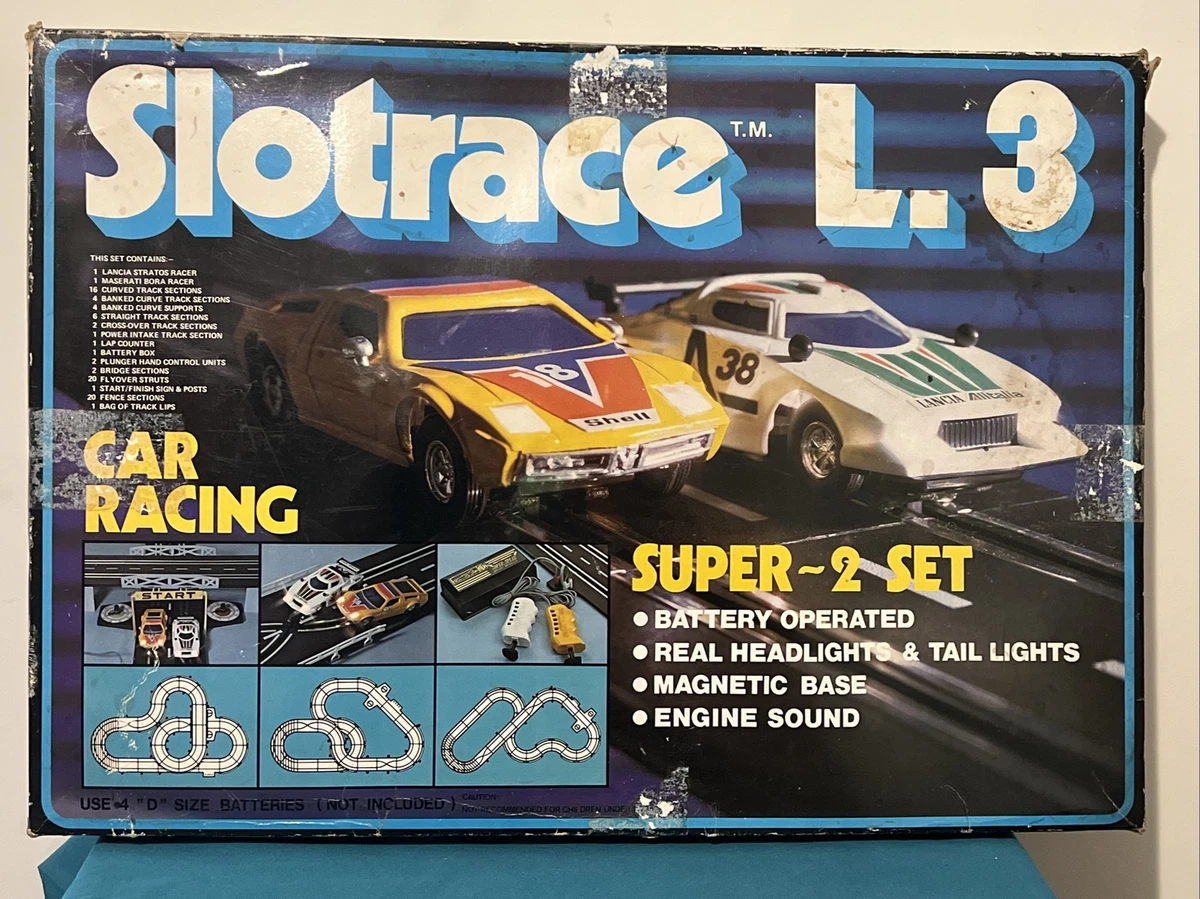 Slotrace T.M. L.3
THIS SET CONTAINS:-
1 LANCIA STRATOS RACER
1 MASERATI BORA RACER
16 CURVED TRACK SECTIONS
4 BANKED CURVE TRACK SECTIONS
4 BANKED CURVE SUPPORTS
6 STRAIGHT TRACK SECTIONS
2 CROSS-OVER TRACK SECTIONS
1 POWER INTAKE TRACK SECTION
1 LAP COUNTER
1 BATTERY BOX
2 PLUNGER HAND CONTROL UNITS
2 BRIDGE SECTIONS
20 FLYOVER STRUTS
1 START/FINISH SIGN & POSTS
20 FENCE SECTIONS
1 BAG OF TRACK LIPS
18
Shell
38
LANCIA Alitalia
CAR
RACING
START
SUPER~2 SET
● BATTERY OPERATED
● REAL HEADLIGHTS & TAIL LIGHTS
● MAGNETIC BASE
● ENGINE SOUND
USE 4 "D" SIZE BATTERIES (NOT INCLUDED)
CAUTION:
NOT RECOMMENDED FOR CHILDREN UNDER